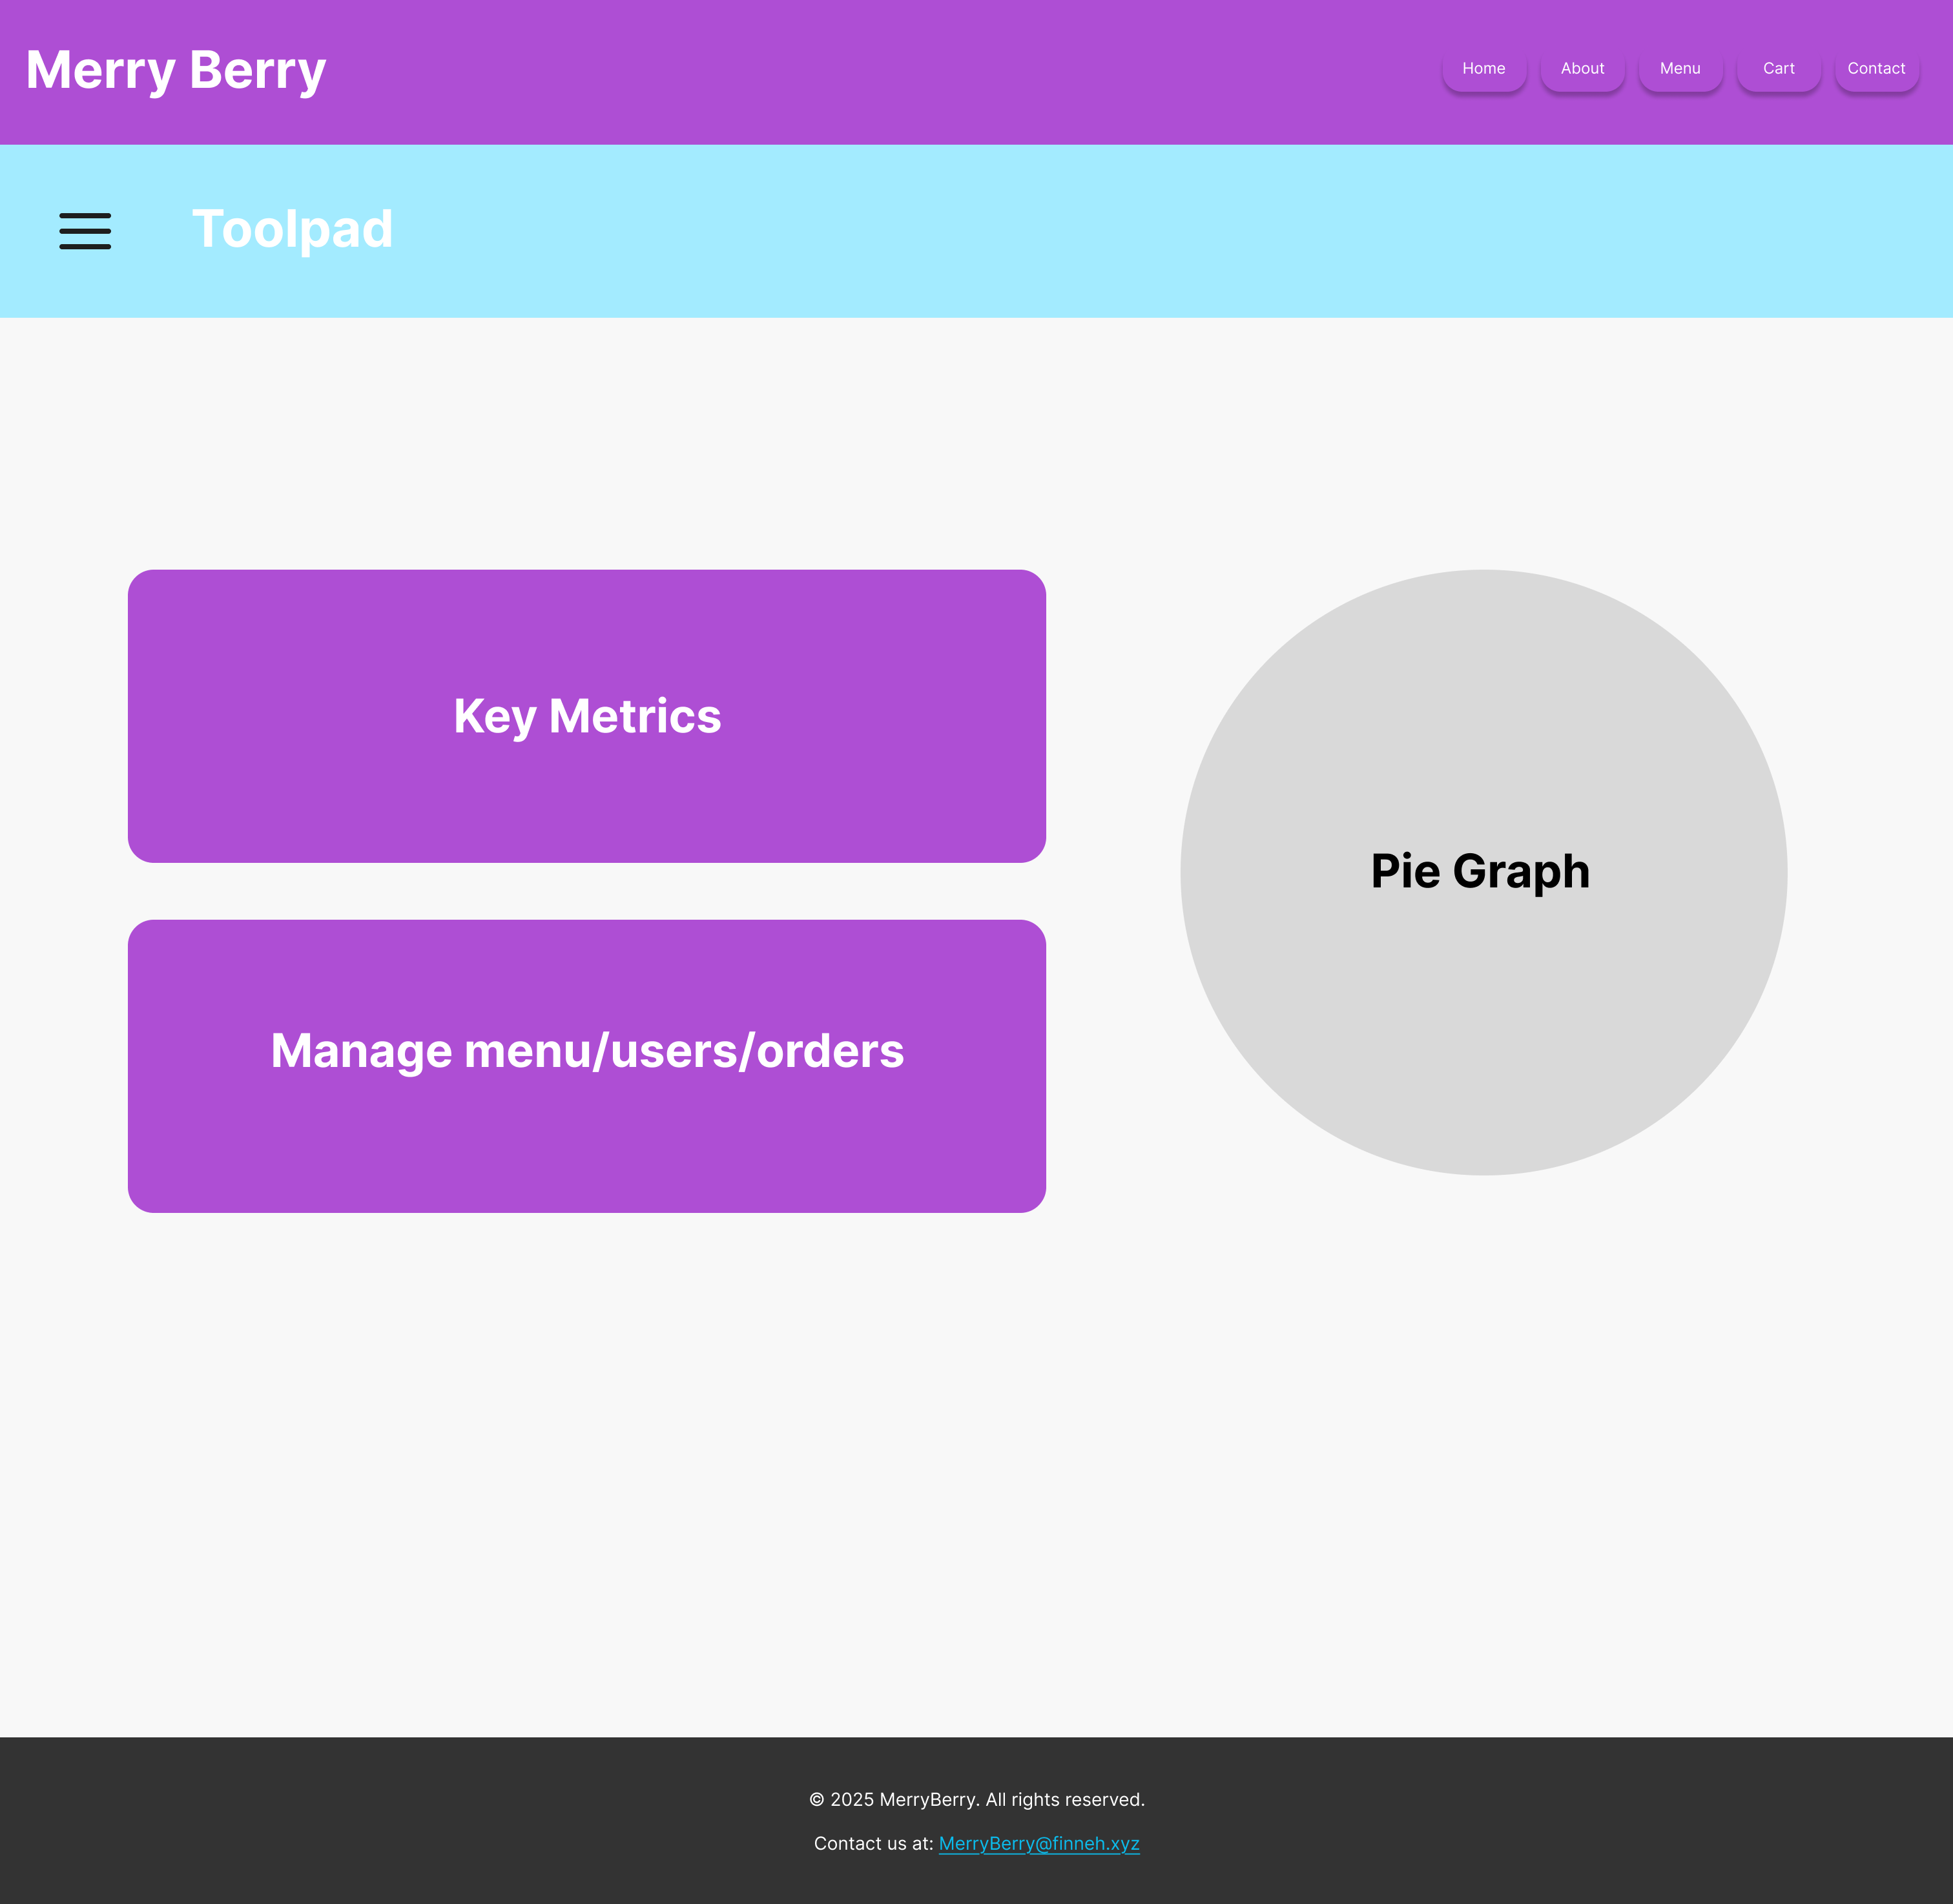 Merry Berry
Home About Menu Cart Contact
Toolpad
Key Metrics
Pie Graph
Manage menu/users/orders
© 2025 MerryBerry. All rights reserved.
Contact us at: MerryBerry@finneh.xyz